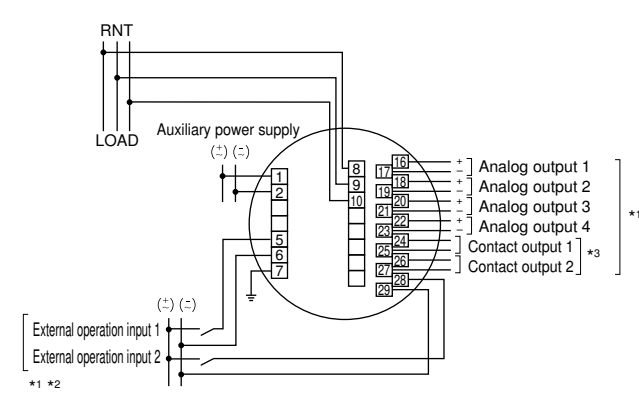 RNT
LOAD
Auxiliary power supply
(±) (-)
1
2
5
6
7
8
9
10
16
17
18
19
20
21
22
23
24
25
26
27
28
29
+ Analog output 1
−
+ Analog output 2
−
+ Analog output 3
−
+ Analog output 4
−
Contact output 1
Contact output 2
*3
*1
(±) (-)
External operation input 1
External operation input 2
*1 *2